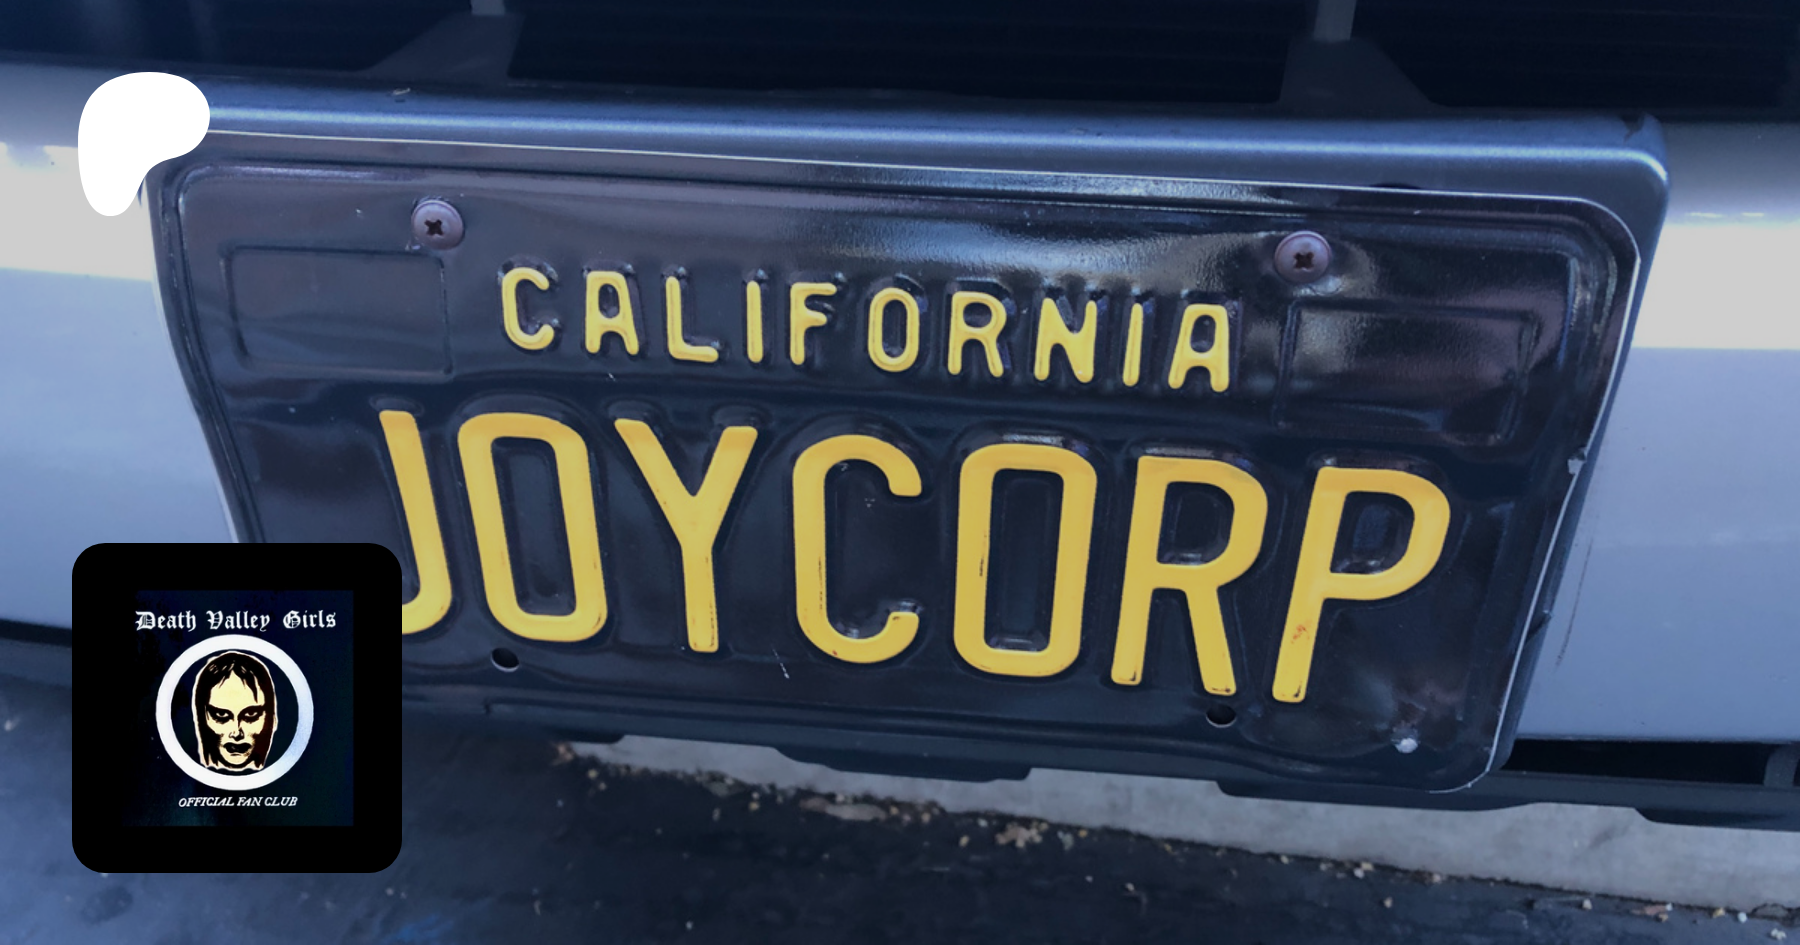 CALIFORNIA
JOYCORP
Death Valley Girls
OFFICIAL FAN CLUB